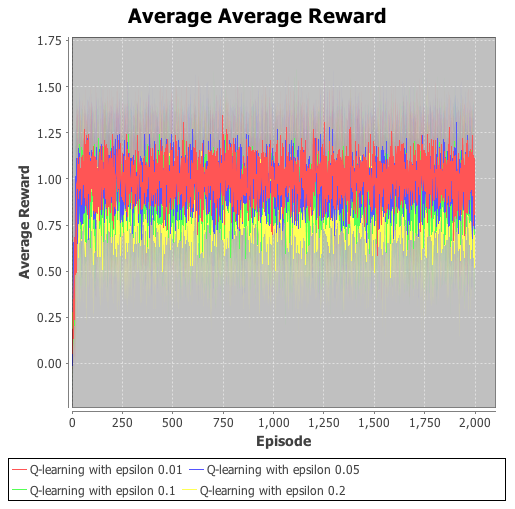 Average Average Reward
1.75
1.50
1.25
1.00
0.75
0.50
0.25
0.00
Average Reward
0 250 500 750 1,000 1,250 1,500 1,750 2,000
Episode
Q-learning with epsilon 0.01 Q-learning with epsilon 0.05
Q-learning with epsilon 0.1 Q-learning with epsilon 0.2